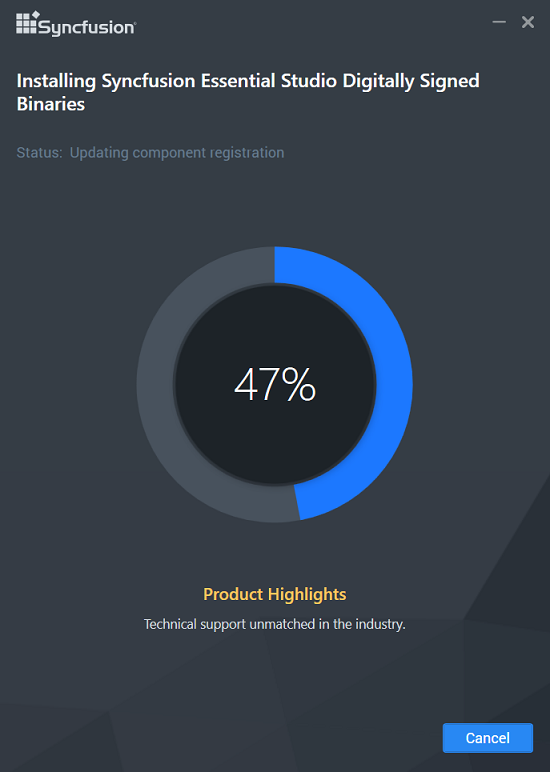 Syncfusion
Installing Syncfusion Essential Studio Digitally Signed
Binaries
Status: Updating component registration
47%
Product Highlights
Technical support unmatched in the industry.
Cancel